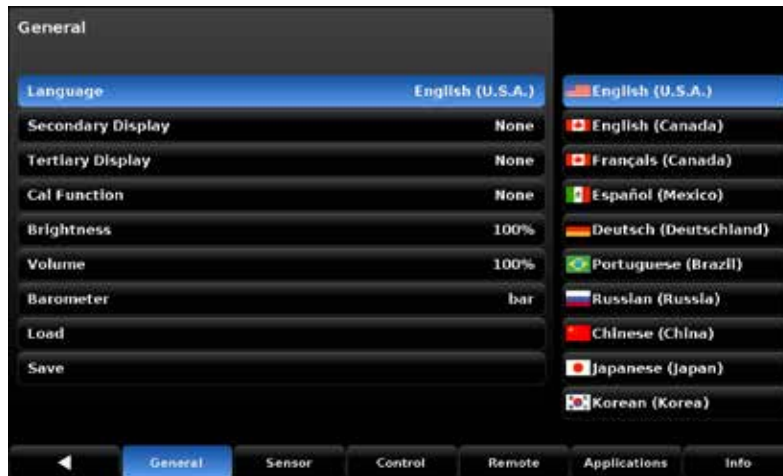 General
Language English (U.S.A.)
Secondary Display None
Tertiary Display None
Cal Function None
Brightness 100%
Volume 100%
Barometer bar
Load
Save
English (U.S.A.)
English (Canada)
Français (Canada)
Español (Mexico)
Deutsch (Deutschland)
Portuguese (Brazil)
Russian (Russia)
Chinese (China)
Japanese (Japan)
Korean (Korea)
General Sensor Control Remote Applications Info